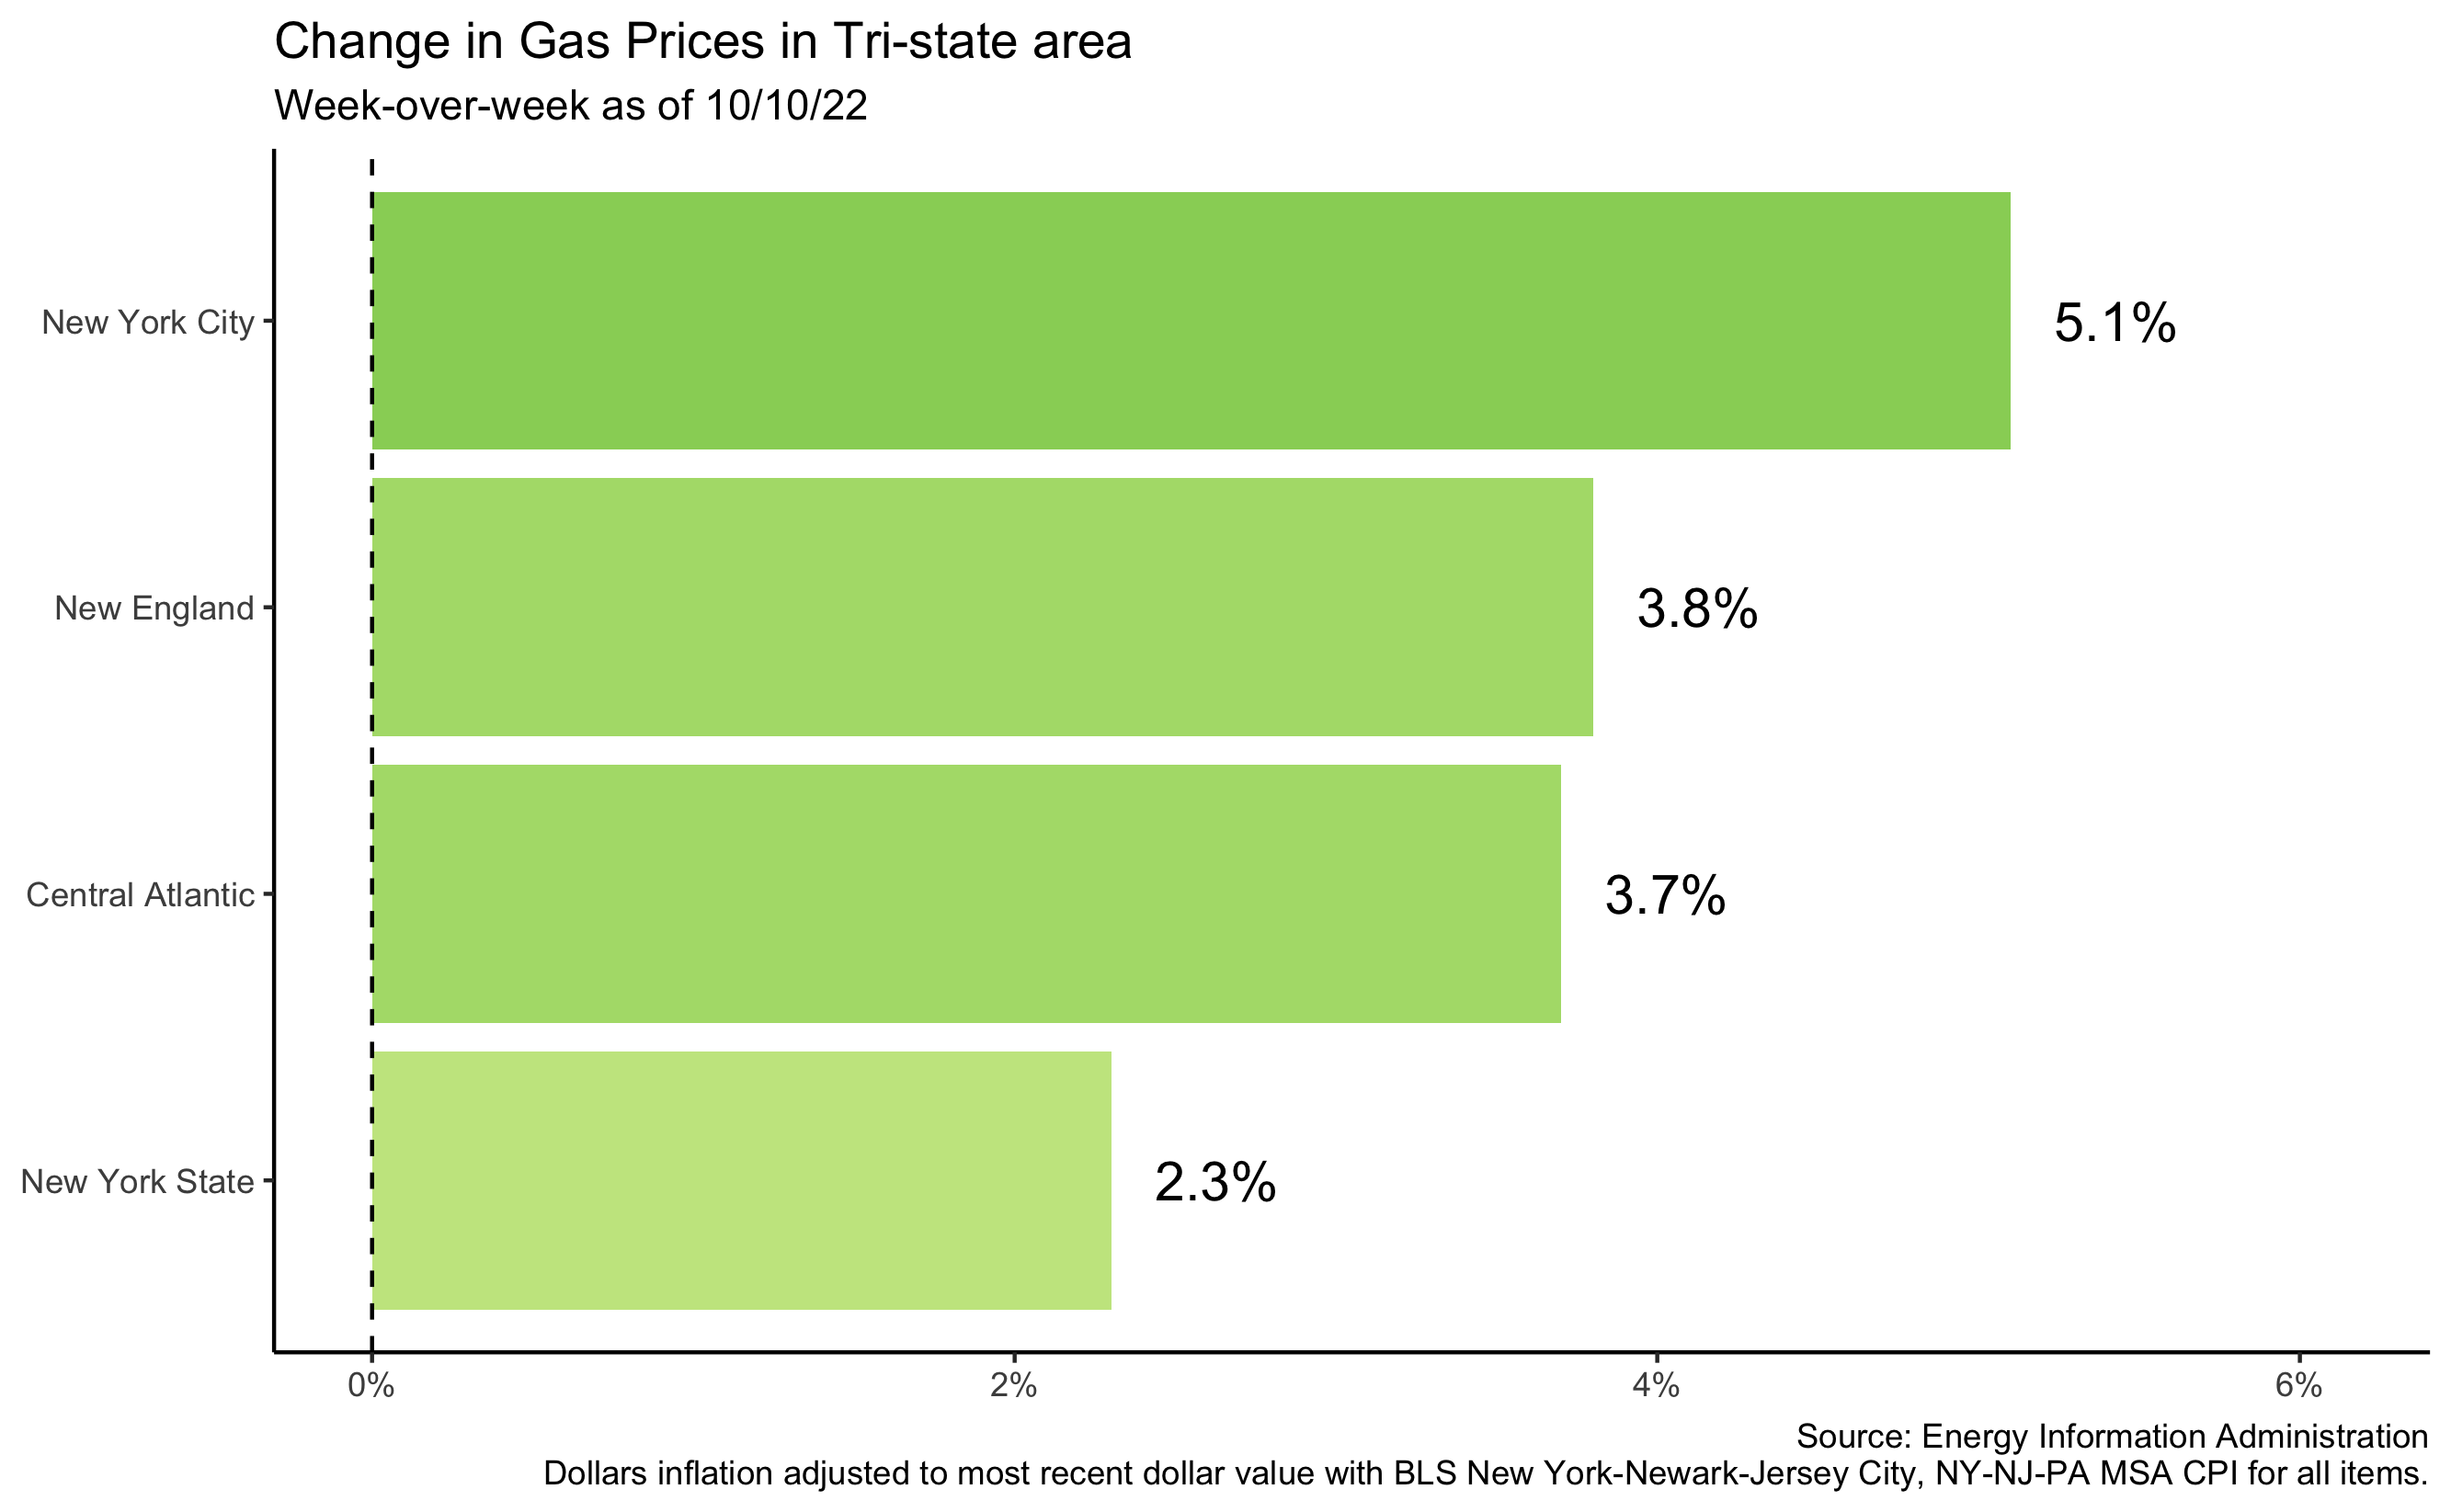 Change in Gas Prices in Tri-state area
Week-over-week as of 10/10/22
New York City
5.1%
New England
3.8%
Central Atlantic
3.7%
New York State
2.3%
0%
2%
4%
6%
Source: Energy Information Administration
Dollars inflation adjusted to most recent dollar value with BLS New York-Newark-Jersey City, NY-NJ-PA MSA CPI for all items.